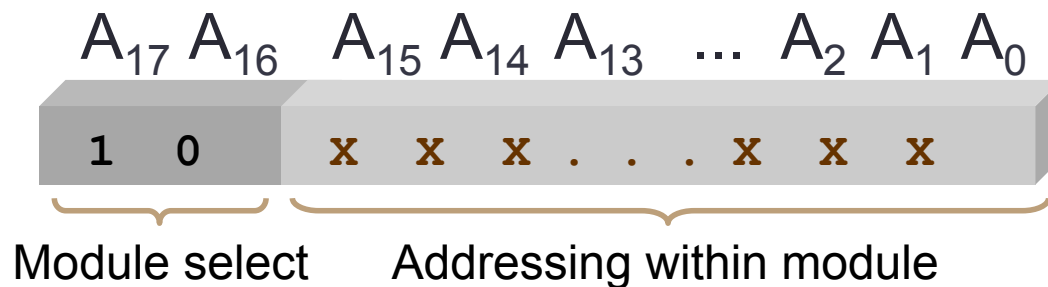 A17 A16 A15 A14 A13 ... A2 A1 A0
1 0 x x x . . . x x x
Module select Addressing within module